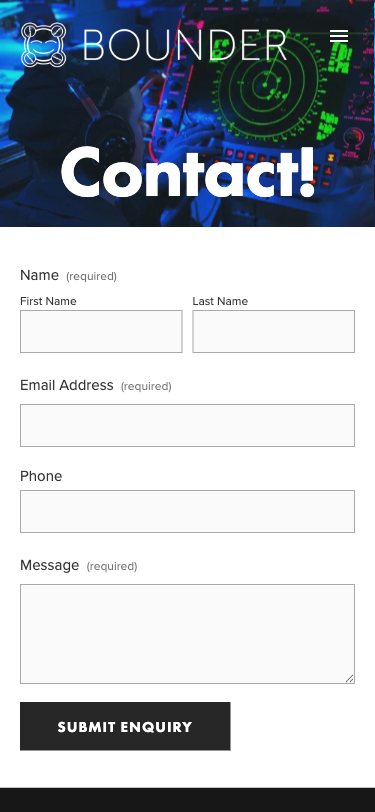 BOUNDER
Contact!
Name (required)
First Name Last Name
Email Address (required)
Phone
Message (required)
SUBMIT ENQUIRY